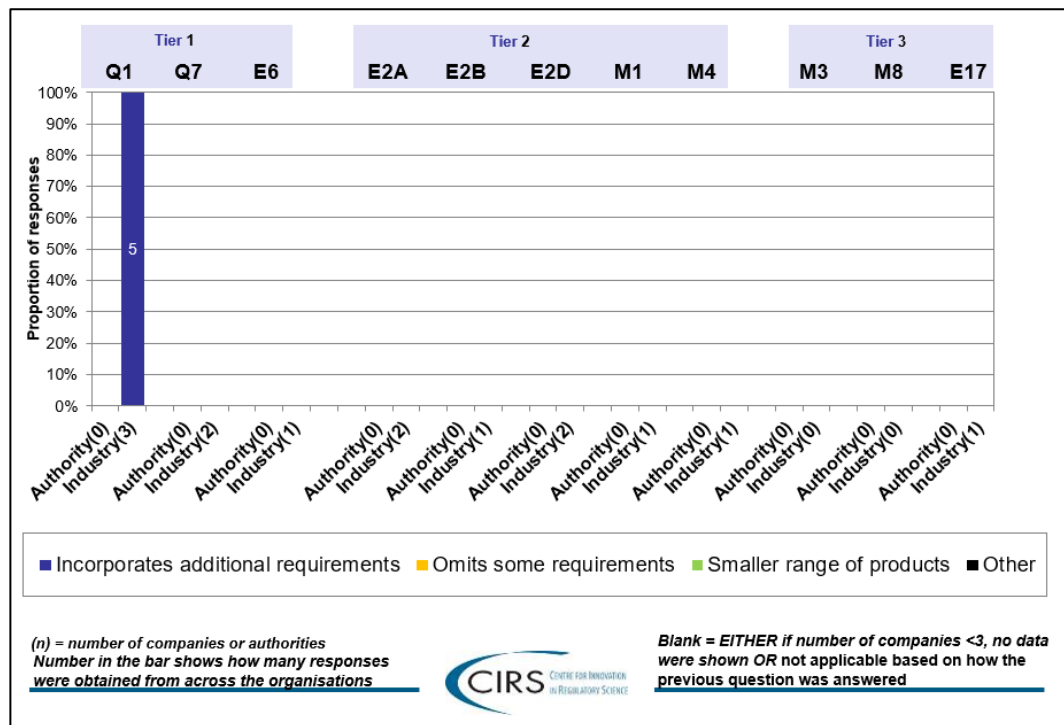 Tier 1 Tier 2 Tier 3
Q1 Q7 E6 E2A E2B E2D M1 M4 M3 M8 E17
Proportion of responses
100%
90%
80%
70%
60%
50%
40%
30%
20%
10%
0%
5
Authority(0)
Industry(3)
Authority(0)
Industry(2)
Authority(0)
Industry(1)
Authority(0)
Industry(2)
Authority(0)
Industry(1)
Authority(0)
Industry(2)
Authority(0)
Industry(1)
Authority(0)
Industry(1)
Authority(0)
Industry(0)
Authority(0)
Industry(0)
Authority(0)
Industry(1)
Incorporates additional requirements Omits some requirements Smaller range of products Other
(n) = number of companies or authorities
Number in the bar shows how many responses
were obtained from across the organisations
CIRS
CENTRE FOR INNOVATION
IN REGULATORY SCIENCE
Blank = EITHER if number of companies <3, no data
were shown OR not applicable based on how the
previous question was answered